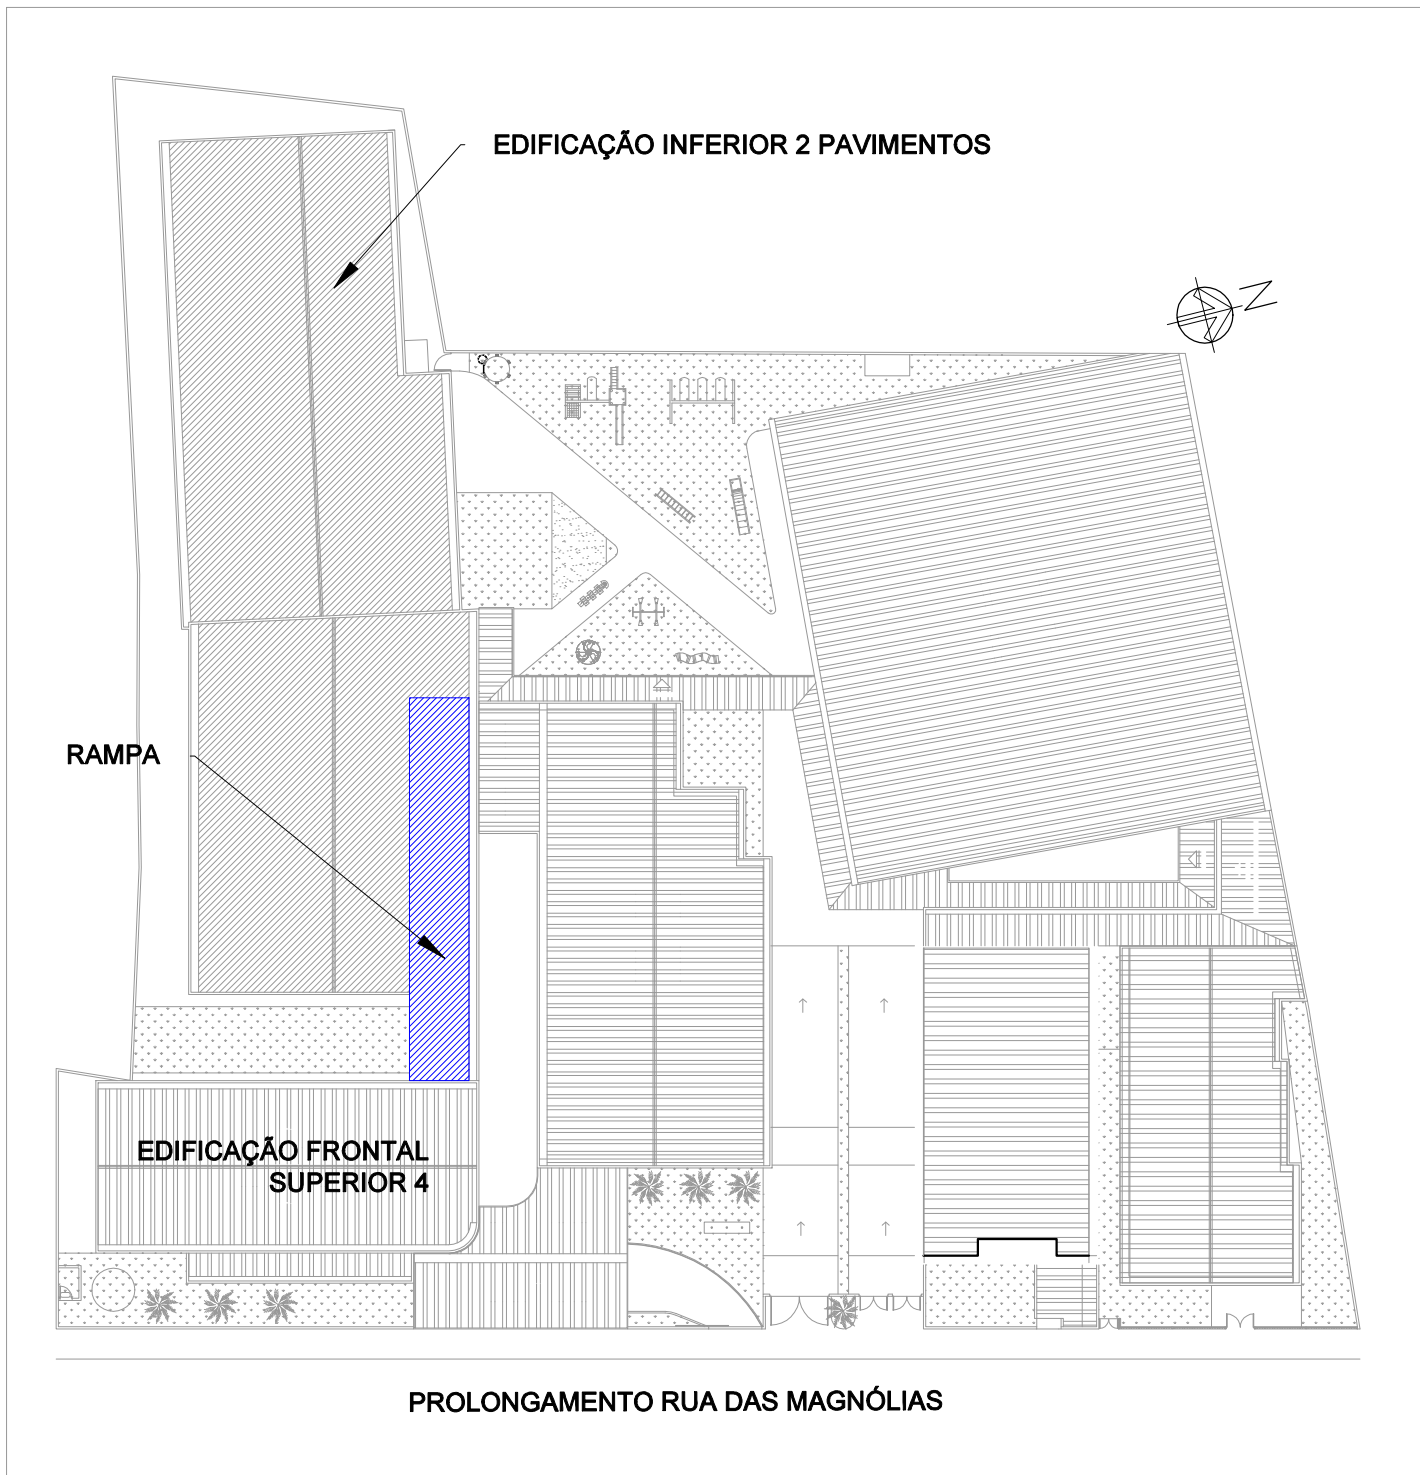 EDIFICAÇÃO INFERIOR 2 PAVIMENTOS
N
RAMPA
EDIFICAÇÃO FRONTAL
SUPERIOR 4
PROLONGAMENTO RUA DAS MAGNÓLIAS